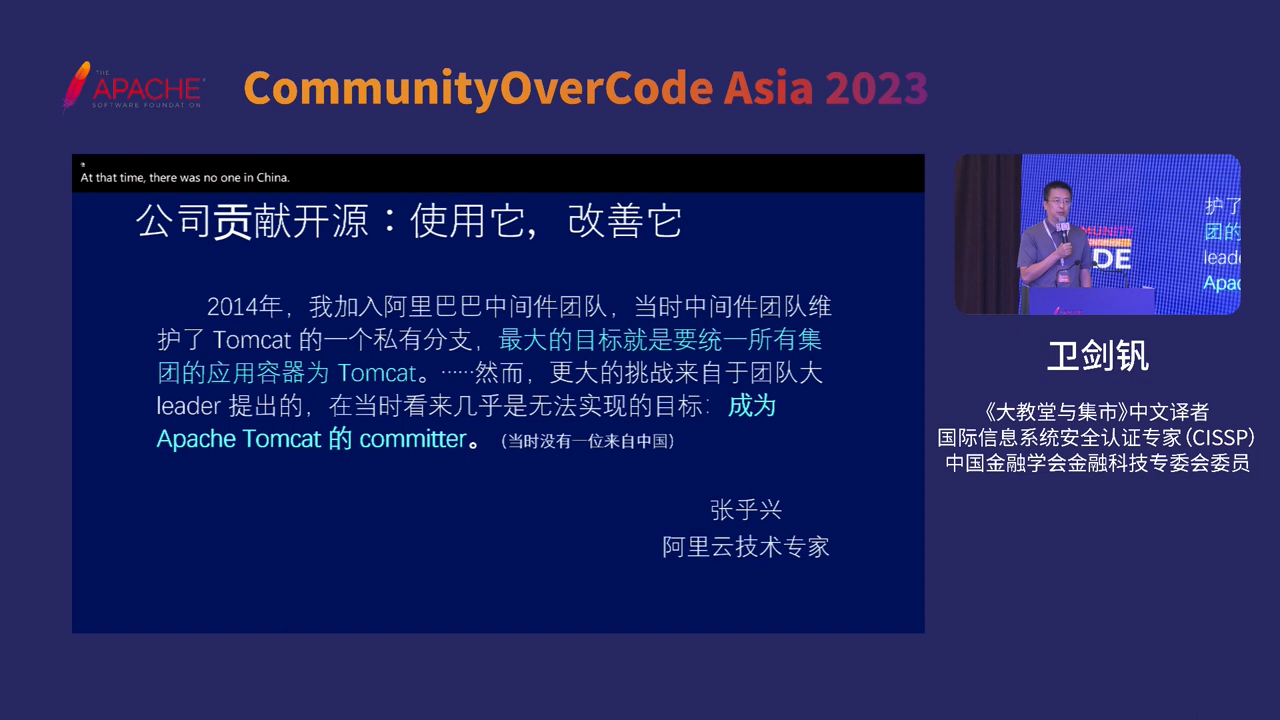 THE
APACHE
SOFTWARE FOUNDATION
CommunityOverCode Asia 2023
At that time, there was no one in China.
公司贡献开源：使用它，改善它
2014年，我加入阿里巴巴中间件团队，当时中间件团队维
护了 Tomcat 的一个私有分支，最大的目标就是要统一所有集
团的应用容器为 Tomcat。……然而，更大的挑战来自于团队大
leader 提出的，在当时看来几乎是无法实现的目标：成为
Apache Tomcat 的 committer。（当时没有一位来自中国）
张乎兴
阿里云技术专家
护了
团的
leade
Apac
DE
卫剑钒
《大教堂与集市》中文译者
国际信息系统安全认证专家（CISSP）
中国金融学会金融科技专委会委员